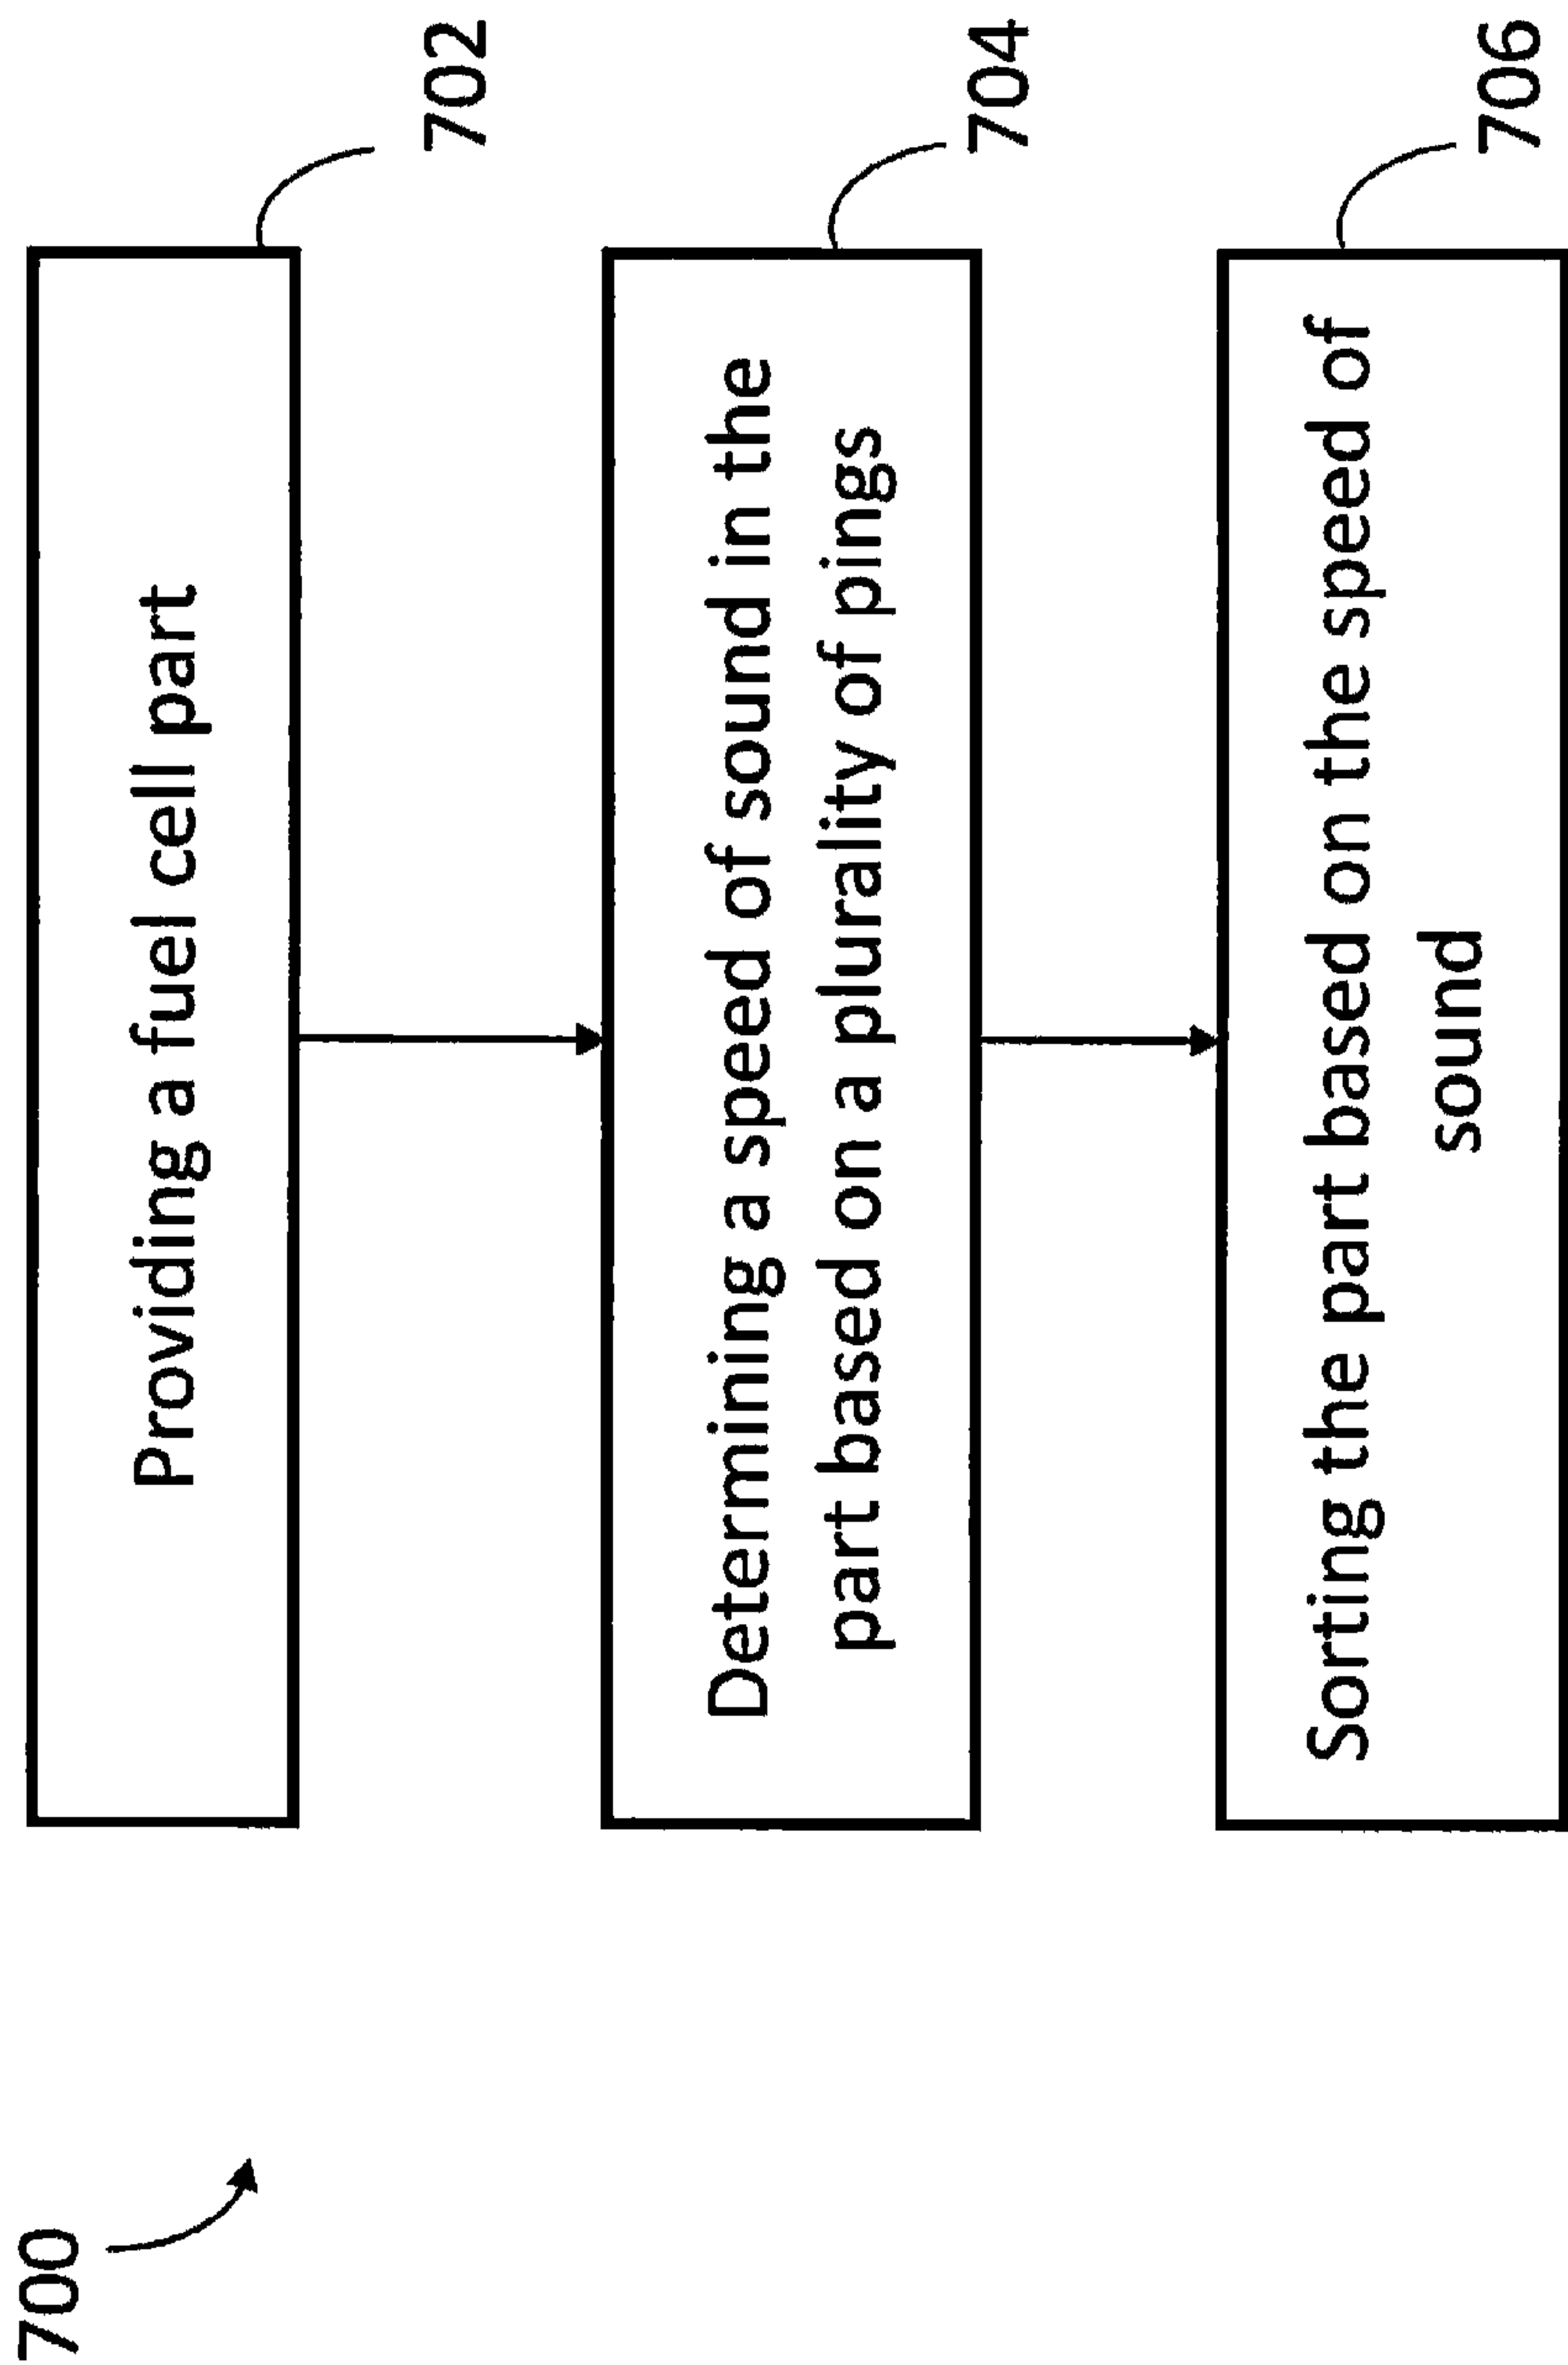 700
Providing a fuel cell part
702
Determining a speed of sound in the
part based on a plurality of pings
704
Sorting the part based on the speed of
sound
706